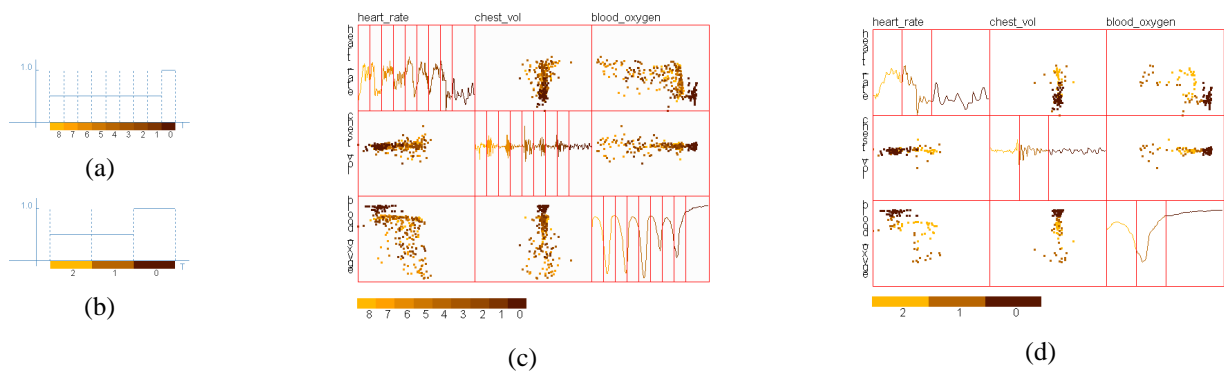 1.0
T
8 7 6 5 4 3 2 1 0
(a)
1.0
T
2 1 0
(b)
heart_rate chest_vol blood_oxygen
8 7 6 5 4 3 2 1 0
(c)
heart_rate chest_vol blood_oxygen
2 1 0
(d)